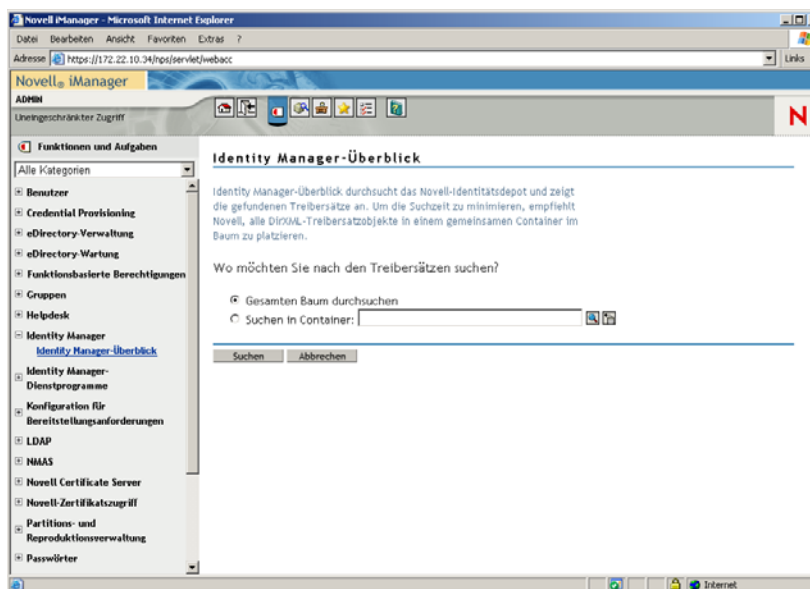 Novell iManager - Microsoft Internet Explorer
Datei Bearbeiten Ansicht Favoriten Extras ?
Adresse https://172.22.10.34/nps/servlet/webacc Links
Novell® iManager
ADMIN
Uneingeschränkter Zugriff
N
Funktionen und Aufgaben
Alle Kategorien
Benutzer
Credential Provisioning
eDirectory-Verwaltung
eDirectory-Wartung
Funktionsbasierte Berechtigungen
Gruppen
Helpdesk
Identity Manager
Identity Manager-Überblick
Identity Manager-
Dienstprogramme
Konfiguration für
Bereitstellungsanforderungen
LDAP
NMAS
Novell Certificate Server
Novell-Zertifikatszugriff
Partitions- und
Reproduktionsverwaltung
Passwörter
Identity Manager-Überblick
Identity Manager-Überblick durchsucht das Novell-Identitätsdepot und zeigt
die gefundenen Treibersätze an. Um die Suchzeit zu minimieren, empfiehlt
Novell, alle DirXML-Treibersatzobjekte in einem gemeinsamen Container im
Baum zu platzieren.
Wo möchten Sie nach den Treibersätzen suchen?
Gesamten Baum durchsuchen
Suchen in Container:
Suchen Abbrechen
Internet